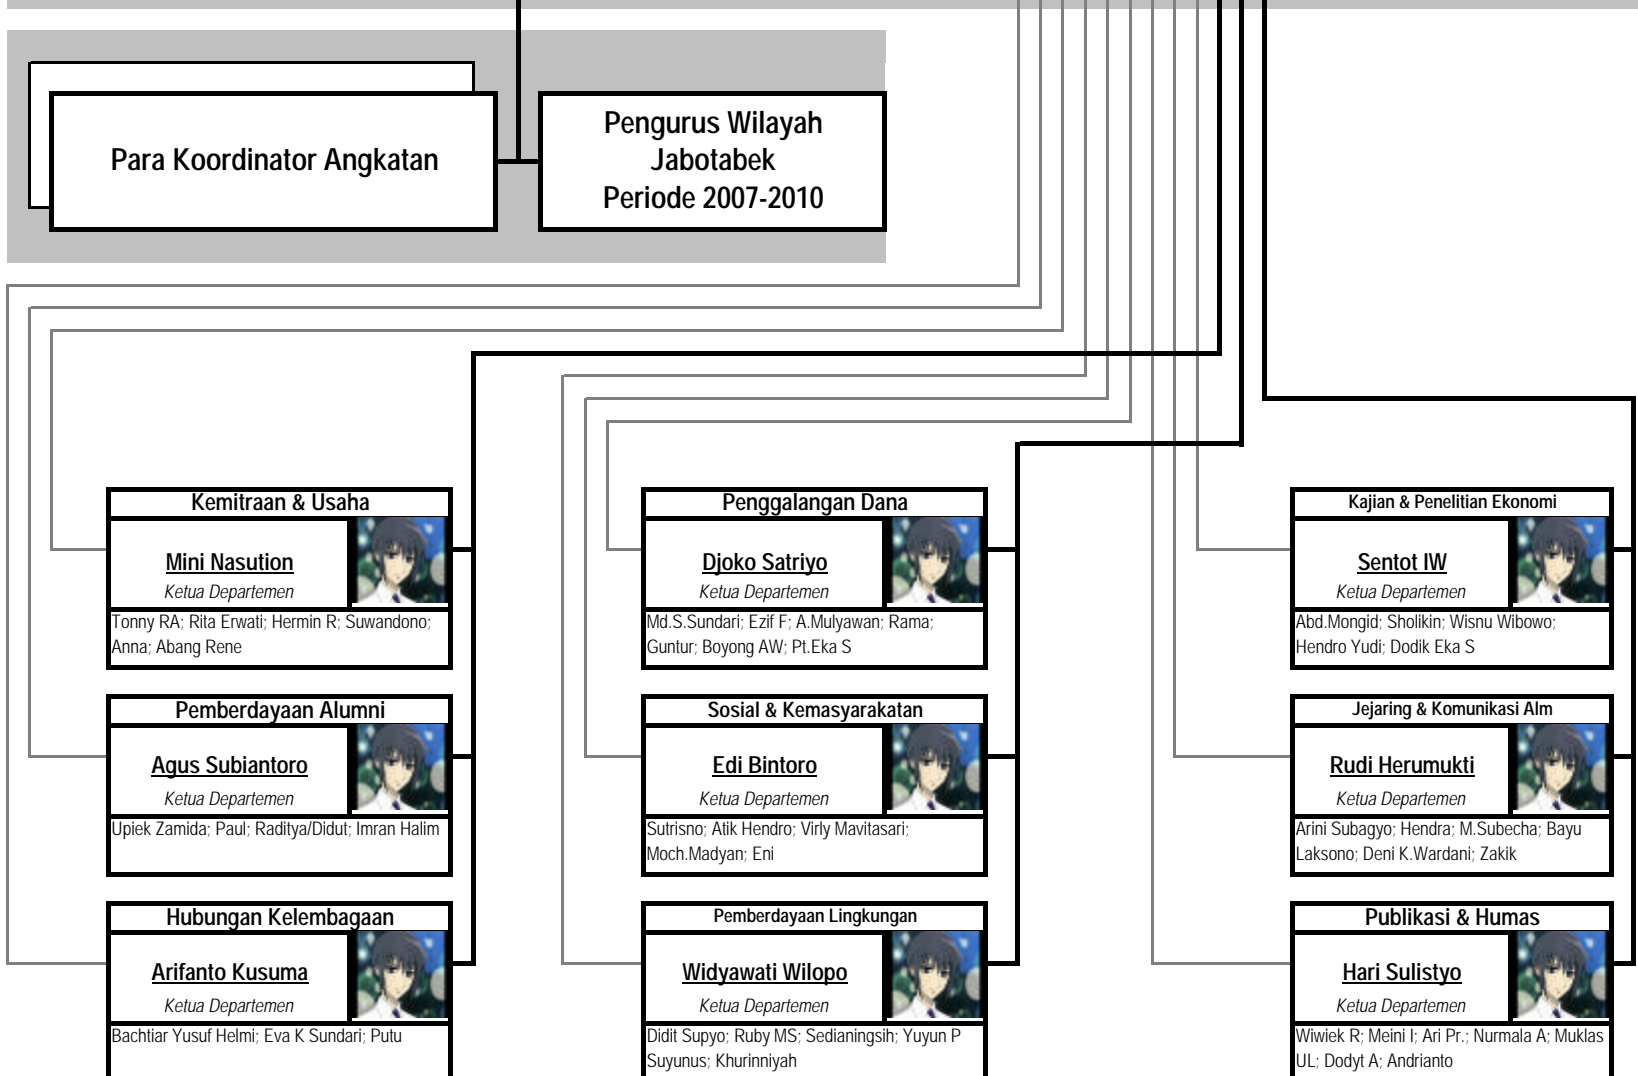 Para Koordinator Angkatan
Pengurus Wilayah
Jabotabek
Periode 2007-2010
Kemitraan & Usaha
Mini Nasution
Ketua Departemen
Tonny RA; Rita Erwati; Hermin R; Suwandono;
Anna; Abang Rene
Penggalangan Dana
Djoko Satriyo
Ketua Departemen
Md.S.Sundari; Ezif F; A.Mulyawan; Rama;
Guntur; Boyong AW; Pt.Eka S
Kajian & Penelitian Ekonomi
Sentot IW
Ketua Departemen
Abd.Mongid; Sholikin; Wisnu Wibowo;
Hendro Yudi; Dodik Eka S
Pemberdayaan Alumni
Agus Subiantoro
Ketua Departemen
Upiek Zamida; Paul; Raditya/Didut; Imran Halim
Sosial & Kemasyarakatan
Edi Bintoro
Ketua Departemen
Sutrisno; Atik Hendro; Virly Mavitasari;
Moch.Madyan; Eni
Jejaring & Komunikasi Alm
Rudi Herumukti
Ketua Departemen
Arini Subagyo; Hendra; M.Subecha; Bayu
Laksono; Deni K.Wardani; Zakik
Hubungan Kelembagaan
Arifanto Kusuma
Ketua Departemen
Bachtiar Yusuf Helmi; Eva K Sundari; Putu
Pemberdayaan Lingkungan
Widyawati Wilopo
Ketua Departemen
Didit Supyo; Ruby MS; Sedianingsih; Yuyun P
Suyunus; Khurinniyah
Publikasi & Humas
Hari Sulistyo
Ketua Departemen
Wiwiek R; Meini I; Ari Pr.; Nurmala A; Muklas
UL; Dodyt A; Andrianto